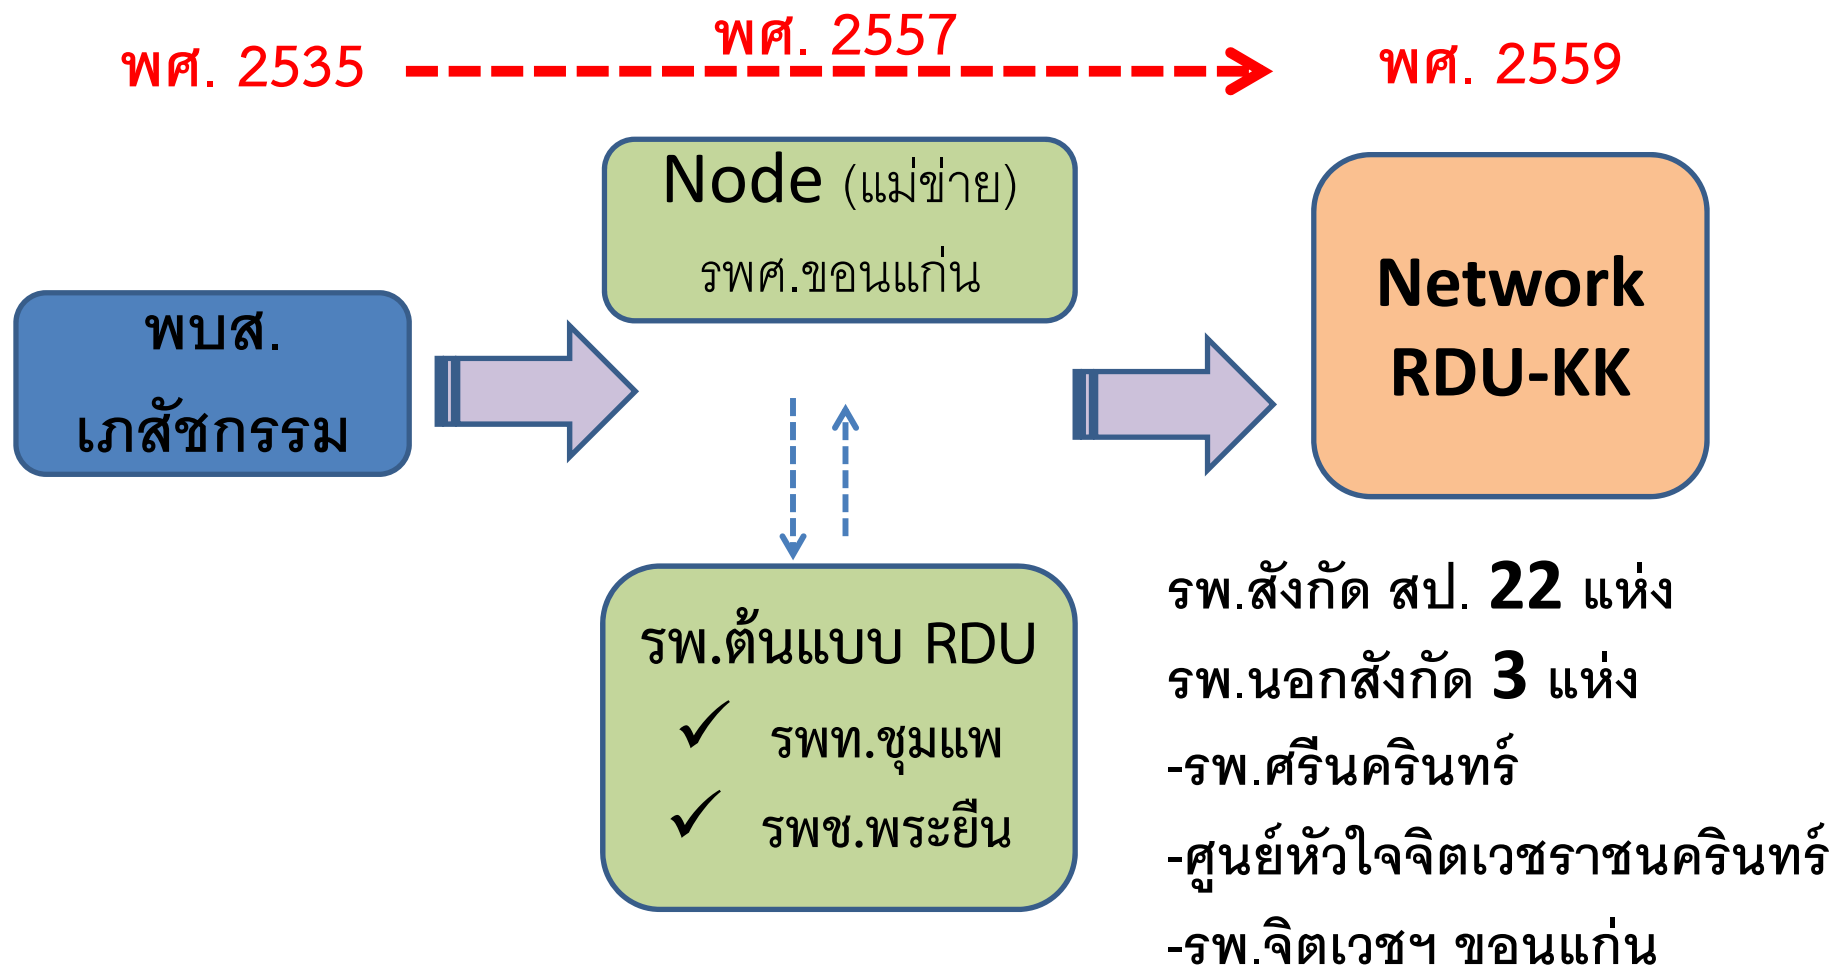 พศ. 2535
พศ. 2557
พศ. 2559
พบส.
เภสัชกรรม
Node (แม่ข่าย)
รพศ.ขอนแก่น
รพ.ต้นแบบ RDU
✓ รพท.ชุมแพ
✓ รพช.พระยืน
Network
RDU-KK
รพ.สังกัด สป. 22 แห่ง
รพ.นอกสังกัด 3 แห่ง
-รพ.ศรีนครินทร์
-ศูนย์หัวใจจิตเวชราชนครินทร์
-รพ.จิตเวชฯ ขอนแก่น